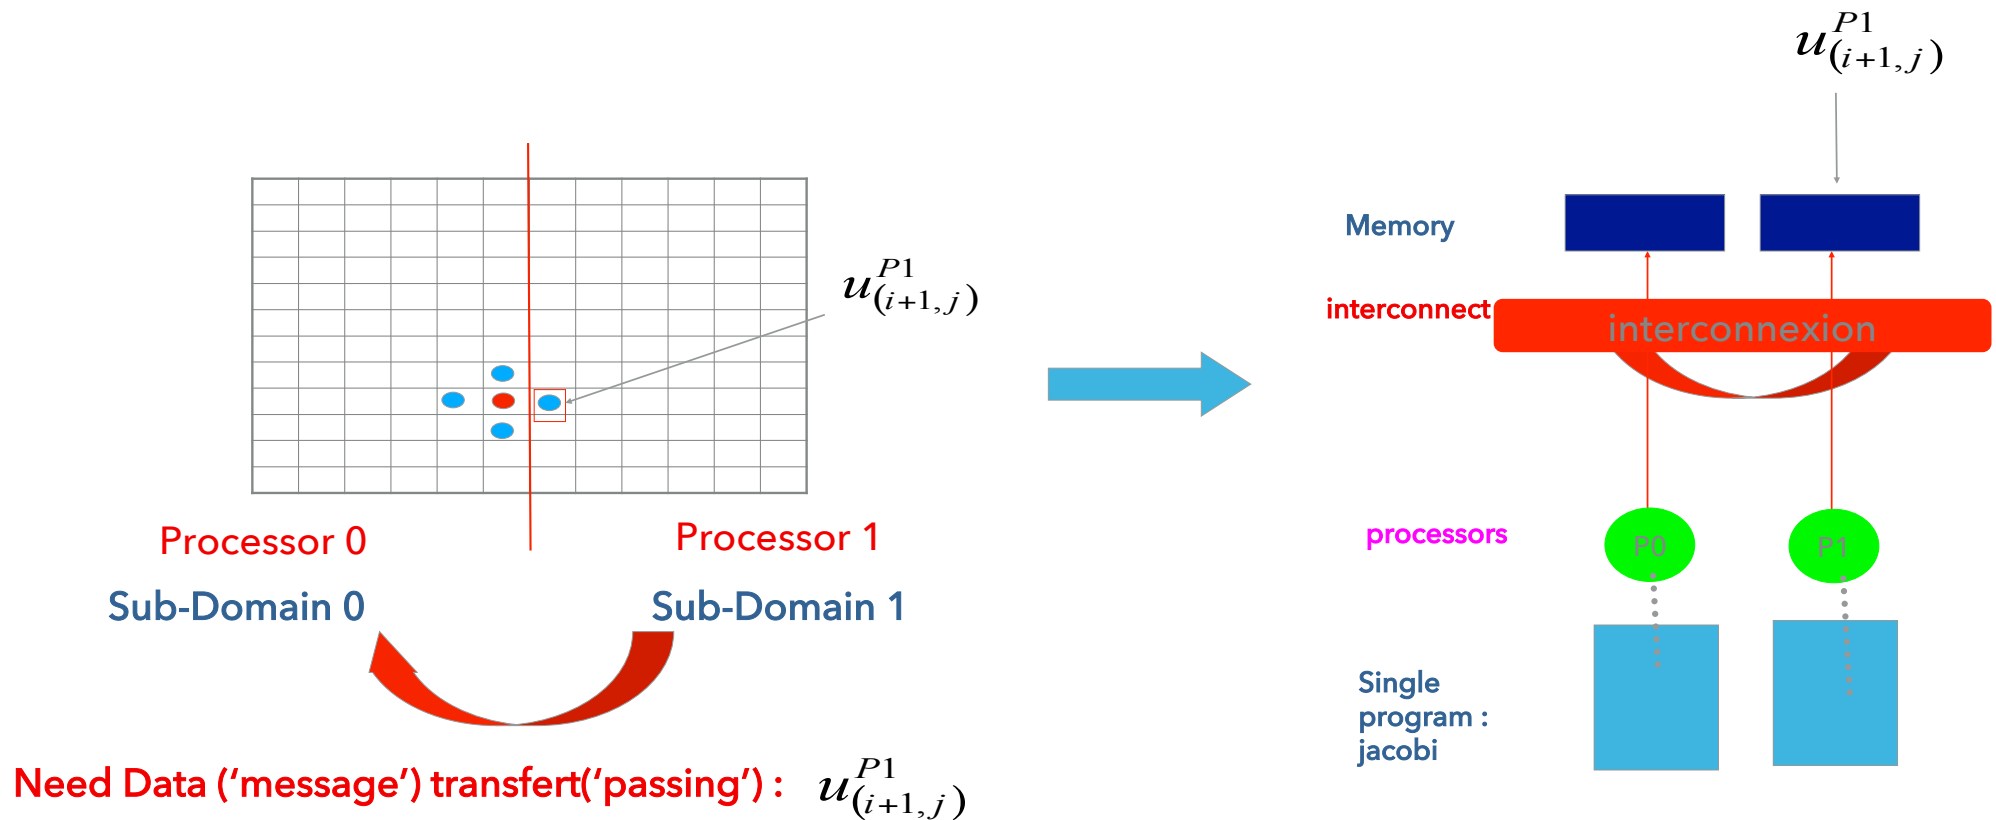 u^{P1}_{(i+1,j)}
u^{P1}_{(i+1,j)}
Processor 0
Processor 1
Sub-Domain 0
Sub-Domain 1
Need Data (‘message’) transfert(‘passing’) : u^{P1}_{(i+1,j)}
Memory
interconnect
interconnexion
processors
P0
P1
Single
program :
jacobi